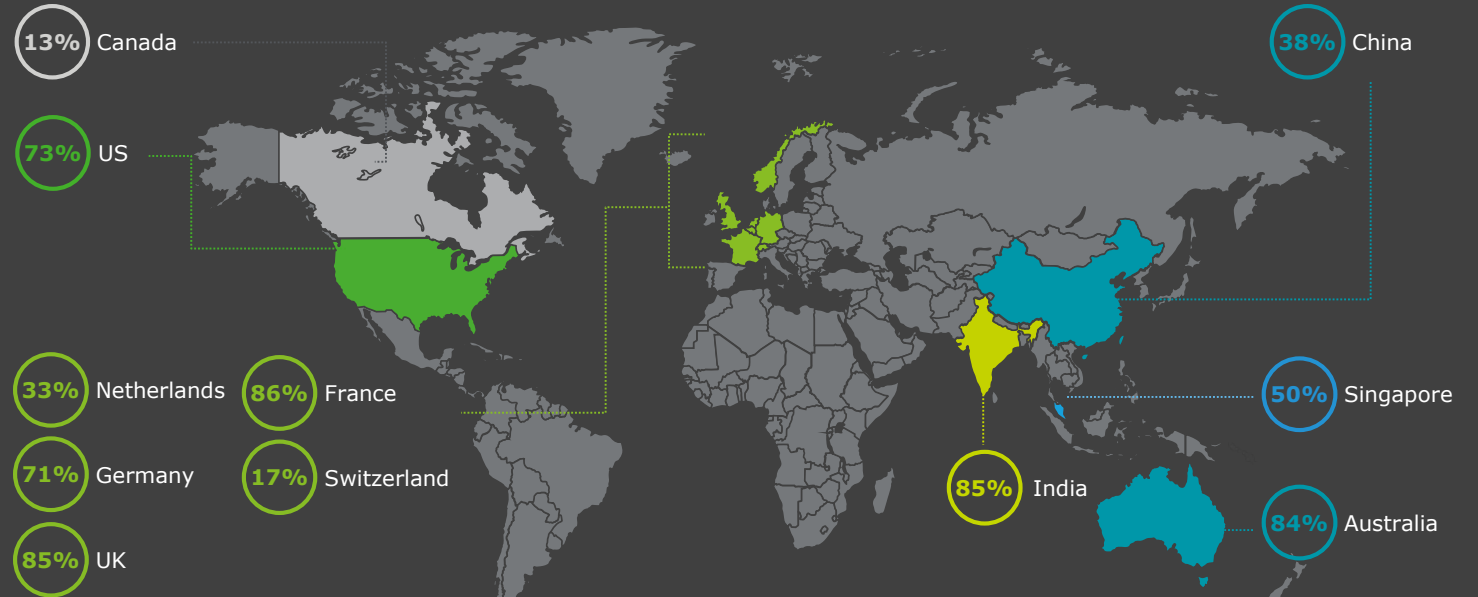 13% Canada
38% China
73% US
33% Netherlands
86% France
50% Singapore
71% Germany
17% Switzerland
85% India
84% Australia
85% UK